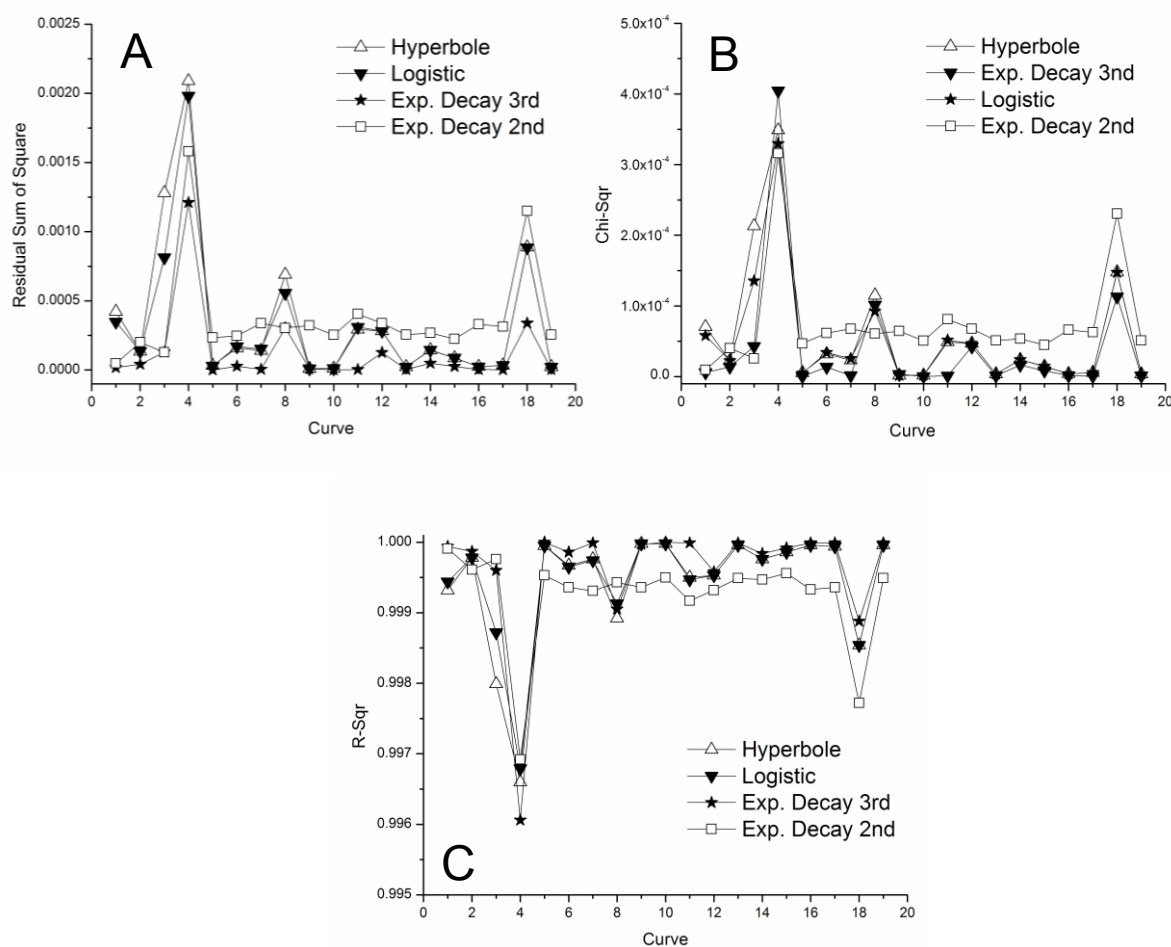 A
Hyperbole
Logistic
Exp. Decay 3rd
Exp. Decay 2nd
Residual Sum of Square
0.0025
0.0020
0.0015
0.0010
0.0005
0.0000
0 2 4 6 8 10 12 14 16 18 20
Curve
B
Hyperbole
Exp. Decay 3nd
Logistic
Exp. Decay 2nd
Chi-Sqr
5.0x10⁻⁴
4.0x10⁻⁴
3.0x10⁻⁴
2.0x10⁻⁴
1.0x10⁻⁴
0.0
0 2 4 6 8 10 12 14 16 18 20
Curve
C
Hyperbole
Logistic
Exp. Decay 3rd
Exp. Decay 2nd
R-Sqr
1.000
0.999
0.998
0.997
0.996
0.995
0 2 4 6 8 10 12 14 16 18 20
Curve